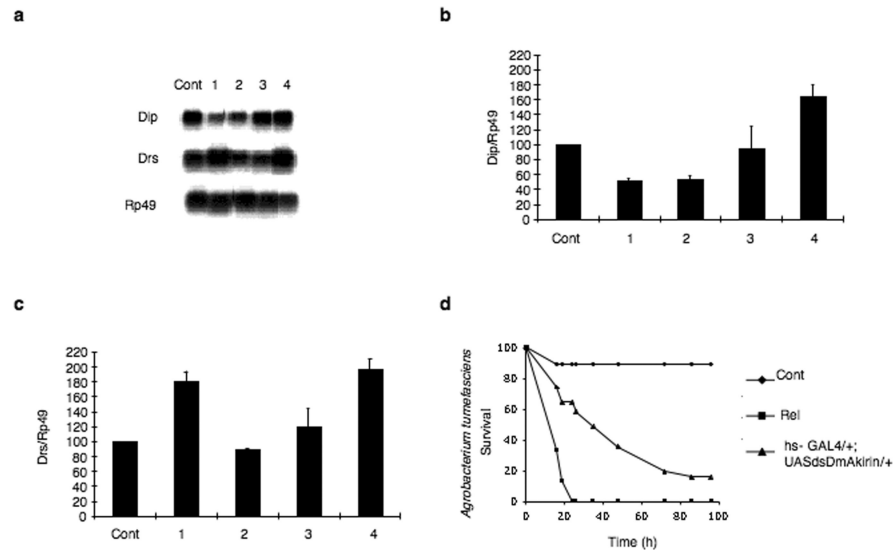 a
Cont 1 2 3 4
Dip
Drs
Rp49
b
Dip/Rp49
220
200
180
160
140
120
100
80
60
40
20
0
Cont 1 2 3 4
c
Drs/Rp49
220
200
180
160
140
120
100
80
60
40
20
0
Cont 1 2 3 4
d
Agrobacterium tumefasciens
Survival
100
80
60
40
20
0
0 20 40 60 80 100
Time (h)
Cont
Rel
hs- GAL4/+;
UASdsDmAkirin/+